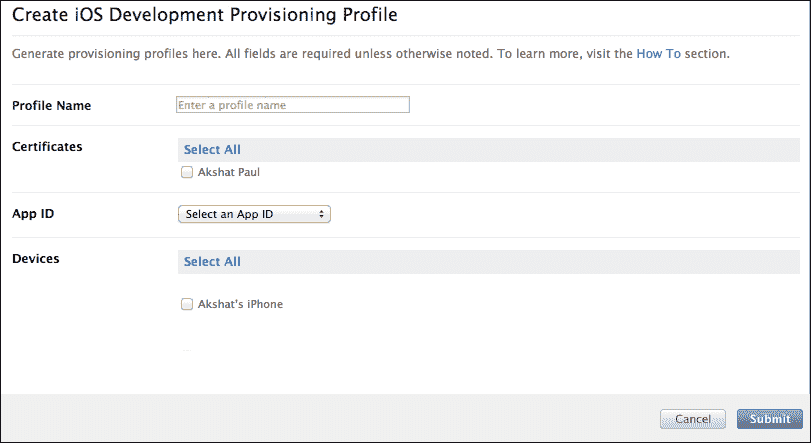 Create iOS Development Provisioning Profile
Generate provisioning profiles here. All fields are required unless otherwise noted. To learn more, visit the How To section.
Profile Name
Enter a profile name
Certificates
Select All
Akshat Paul
App ID
Select an App ID
Devices
Select All
Akshat's iPhone
Cancel
Submit